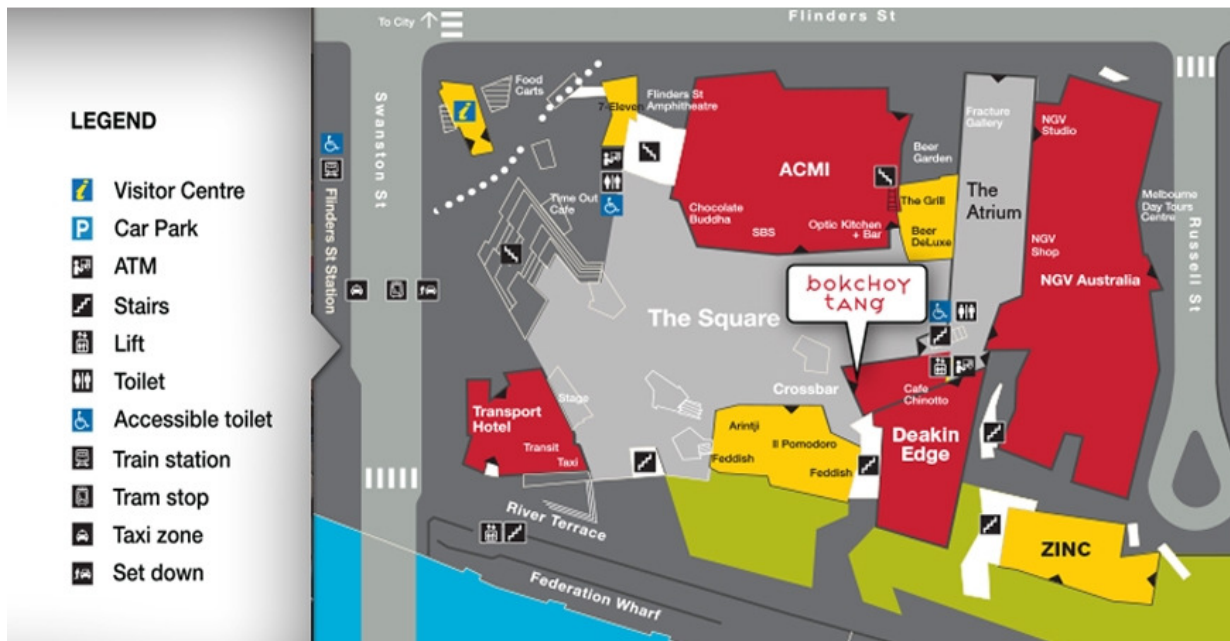 LEGEND
Visitor Centre
Car Park
ATM
Stairs
Lift
Toilet
Accessible toilet
Train station
Tram stop
Taxi zone
Set down
i
P
To City
Flinders St
Swanston St
Flinders St Station
Russell St
Food
Carts
i
7-Eleven
Flinders St
Amphitheatre
Time Out
Cafe
ACMI
Chocolate
Buddha
SBS
Optic Kitchen
+ Bar
Beer
Garden
The Grill
Beer
DeLuxe
Fracture
Gallery
The
Atrium
NGV
Studio
NGV
Shop
NGV Australia
Melbourne
Day Tours
Centre
bokchoy
tang
The Square
Crossbar
Cafe
Chinotto
Deakin
Edge
Stage
Transport
Hotel
Transit
Taxi
Arintji
Il Pomodoro
Feddish
Feddish
River Terrace
Federation Wharf
ZINC